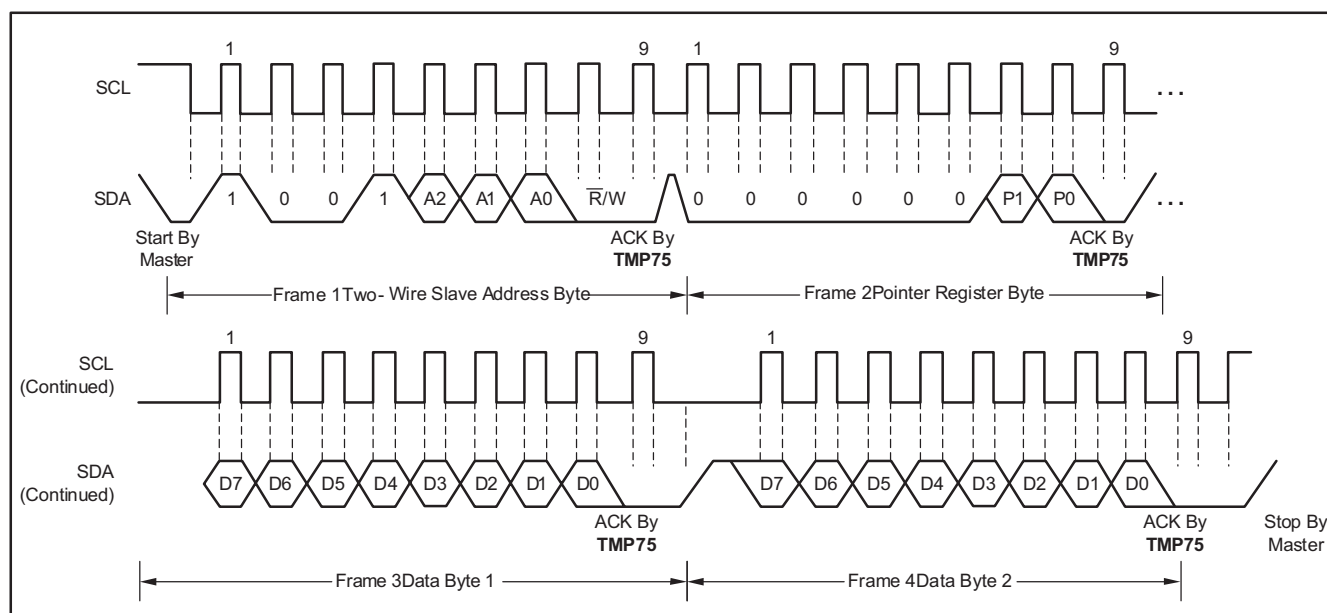 1 9 1 9
SCL ...
SDA 1 0 0 1 A2 A1 A0 R̅/W 0 0 0 0 0 0 P1 P0 ...
Start By ACK By ACK By
Master TMP75 TMP75
Frame 1Two- Wire Slave Address Byte Frame 2Pointer Register Byte
1 9 1 9
SCL
(Continued)
SDA D7 D6 D5 D4 D3 D2 D1 D0 D7 D6 D5 D4 D3 D2 D1 D0
(Continued)
ACK By ACK By Stop By
TMP75 TMP75 Master
Frame 3Data Byte 1 Frame 4Data Byte 2